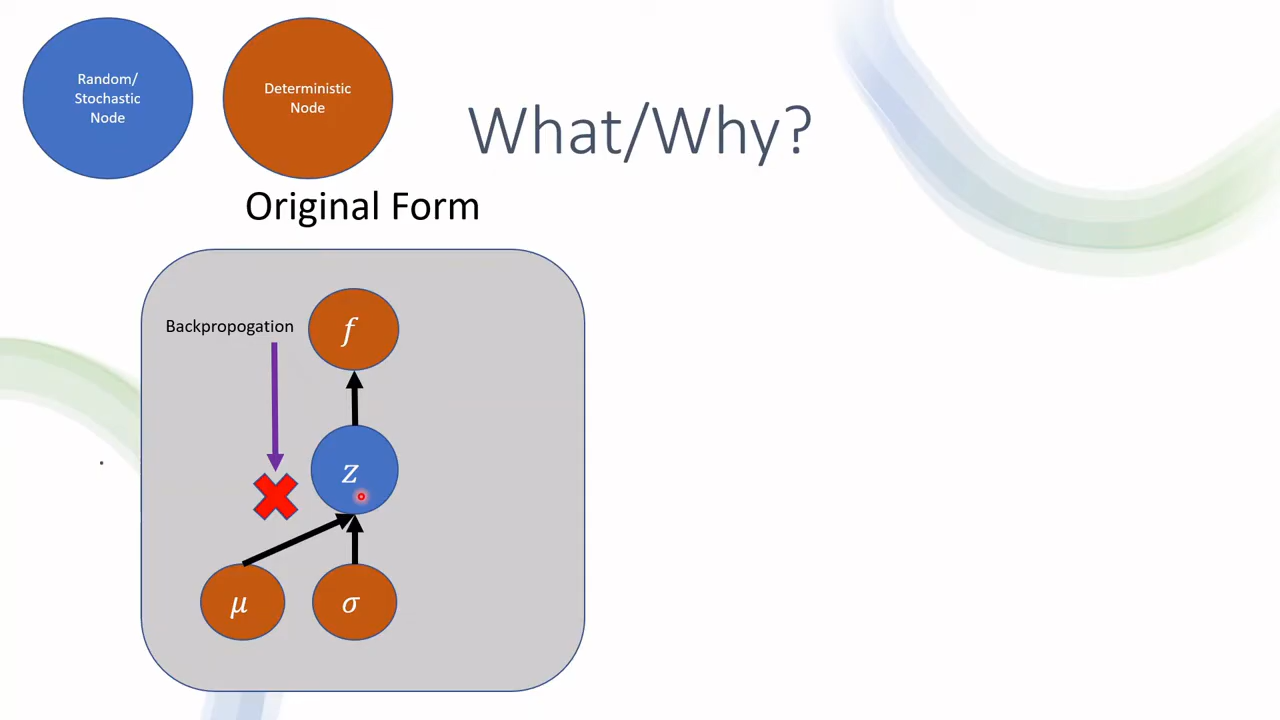 Random/
Stochastic
Node
Deterministic
Node
What/Why?
Original Form
Backpropogation
f
z
μ
σ